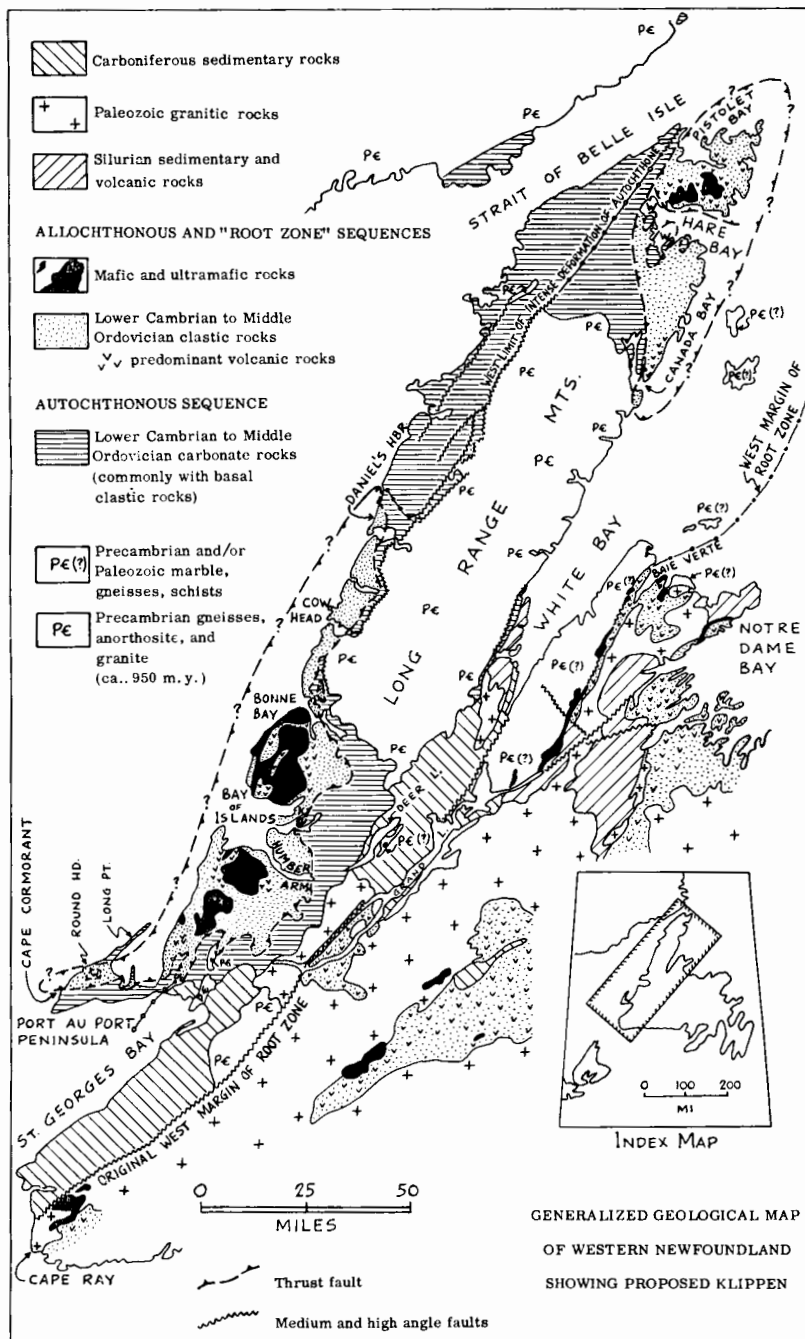 Carboniferous sedimentary rocks
Paleozoic granitic rocks
Silurian sedimentary and
volcanic rocks
ALLOCHTHONOUS AND "ROOT ZONE" SEQUENCES
Mafic and ultramafic rocks
Lower Cambrian to Middle
Ordovician clastic rocks
predominant volcanic rocks
AUTOCHTHONOUS SEQUENCE
Lower Cambrian to Middle
Ordovician carbonate rocks
(commonly with basal
clastic rocks)
P€(?)
Precambrian and/or
Paleozoic marble,
gneisses, schists
P€
Precambrian gneisses,
anorthosite, and
granite
(ca.. 950 m.y.)
P€
P€
P€
STRAIT OF BELLE ISLE
PISTOLET
BAY
HARE
BAY
CANADA BAY
WEST LIMIT OF INTENSE DEFORMATION OF AUTOCHTHONE
P€
P€
P€(?)
P€(?)
WEST MARGIN OF
ROOT ZONE
DANIEL'S HBR.
P€
P€
P€
P€
P€
LONG RANGE MTS.
WHITE BAY
P€(?)
BAIE VERTE
P€(?)
P€(?)
NOTRE
DAME
BAY
COW
HEAD
P€
P€
P€
P€
P€(?)
P€(?)
BONNE
BAY
BAY
OF
ISLANDS
DEER L.
P€(?)
GRAND L.
HUMBER
ARM
CAPE CORMORANT
ROUND HD.
LONG PT.
PORT AU PORT
PENINSULA
ST. GEORGES BAY
P€
P€
ORIGINAL WEST MARGIN OF ROOT ZONE
CAPE RAY
0 25 50
MILES
Thrust fault
Medium and high angle faults
0 100 200
MI
INDEX MAP
GENERALIZED GEOLOGICAL MAP
OF WESTERN NEWFOUNDLAND
SHOWING PROPOSED KLIPPEN